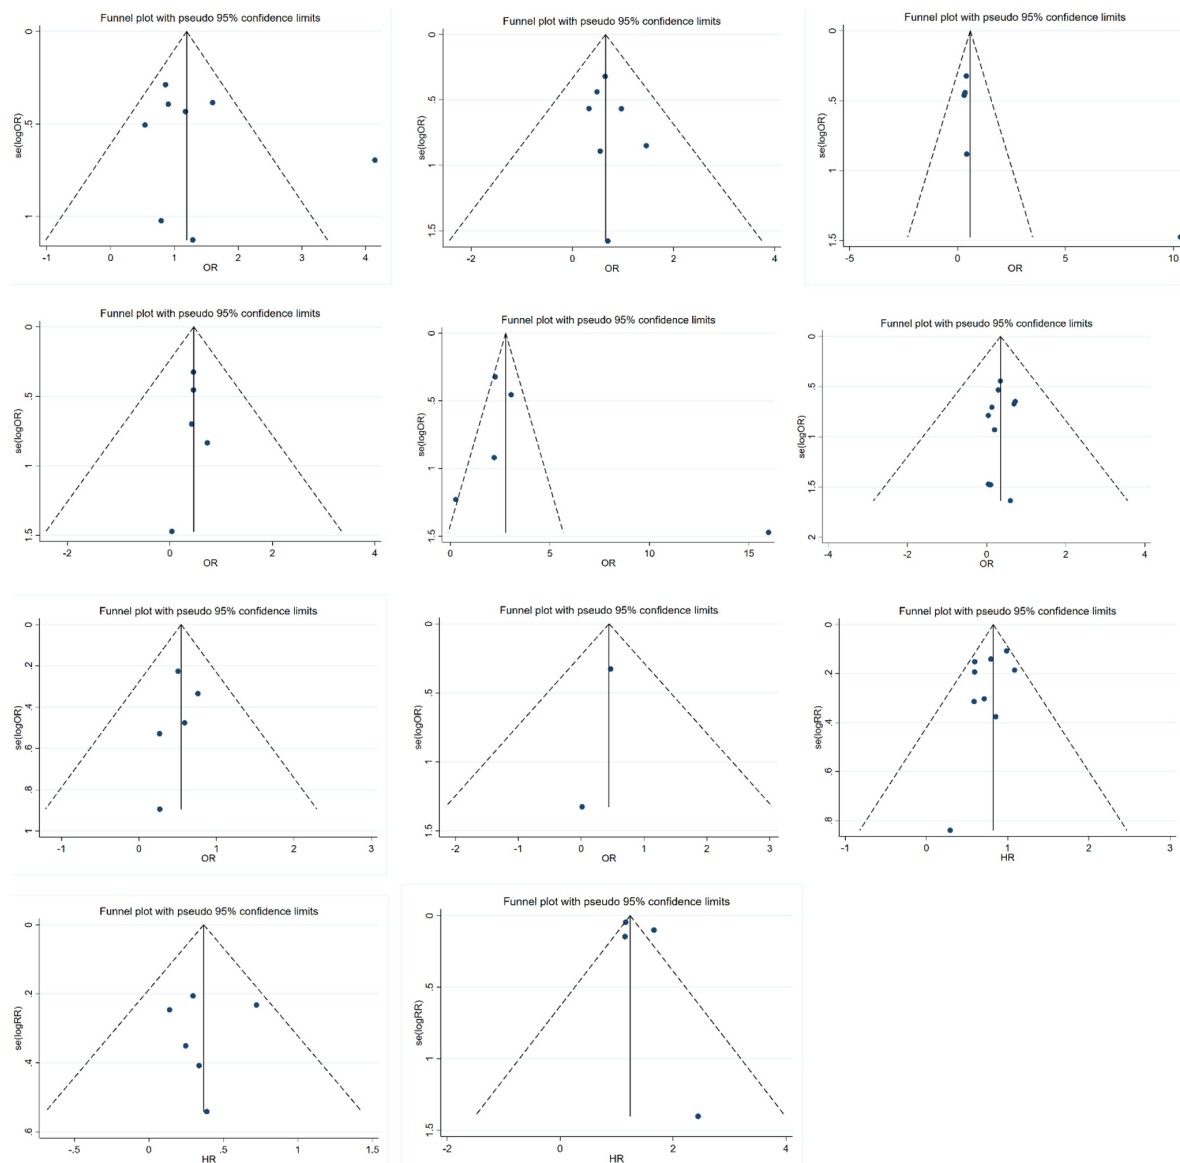 Funnel plot with pseudo 95% confidence limits
se(logOR)
0
.5
1
0 1 2 3 4
OR
Funnel plot with pseudo 95% confidence limits
se(logOR)
0
.5
1
1.5
-2 0 2 4
OR
Funnel plot with pseudo 95% confidence limits
se(logOR)
0
.5
1
1.5
-5 0 5 10
OR
Funnel plot with pseudo 95% confidence limits
se(logOR)
0
.5
1
1.5
-2 0 2 4
OR
Funnel plot with pseudo 95% confidence limits
se(logOR)
0
.5
1
1.5
0 5 10 15
OR
Funnel plot with pseudo 95% confidence limits
se(logOR)
0
.5
1
1.5
2
-4 -2 0 2 4
OR
Funnel plot with pseudo 95% confidence limits
se(logOR)
0
.2
.4
.6
.8
1
-1 0 1 2 3
OR
Funnel plot with pseudo 95% confidence limits
se(logOR)
0
.5
1
1.5
-2 -1 0 1 2 3
OR
Funnel plot with pseudo 95% confidence limits
se(logRR)
0
.2
.4
.6
.8
-1 0 1 2 3
HR
Funnel plot with pseudo 95% confidence limits
se(logRR)
0
.2
.4
.6
-.5 0 .5 1 1.5
HR
Funnel plot with pseudo 95% confidence limits
se(logRR)
0
.5
1
1.5
-2 0 2 4
HR